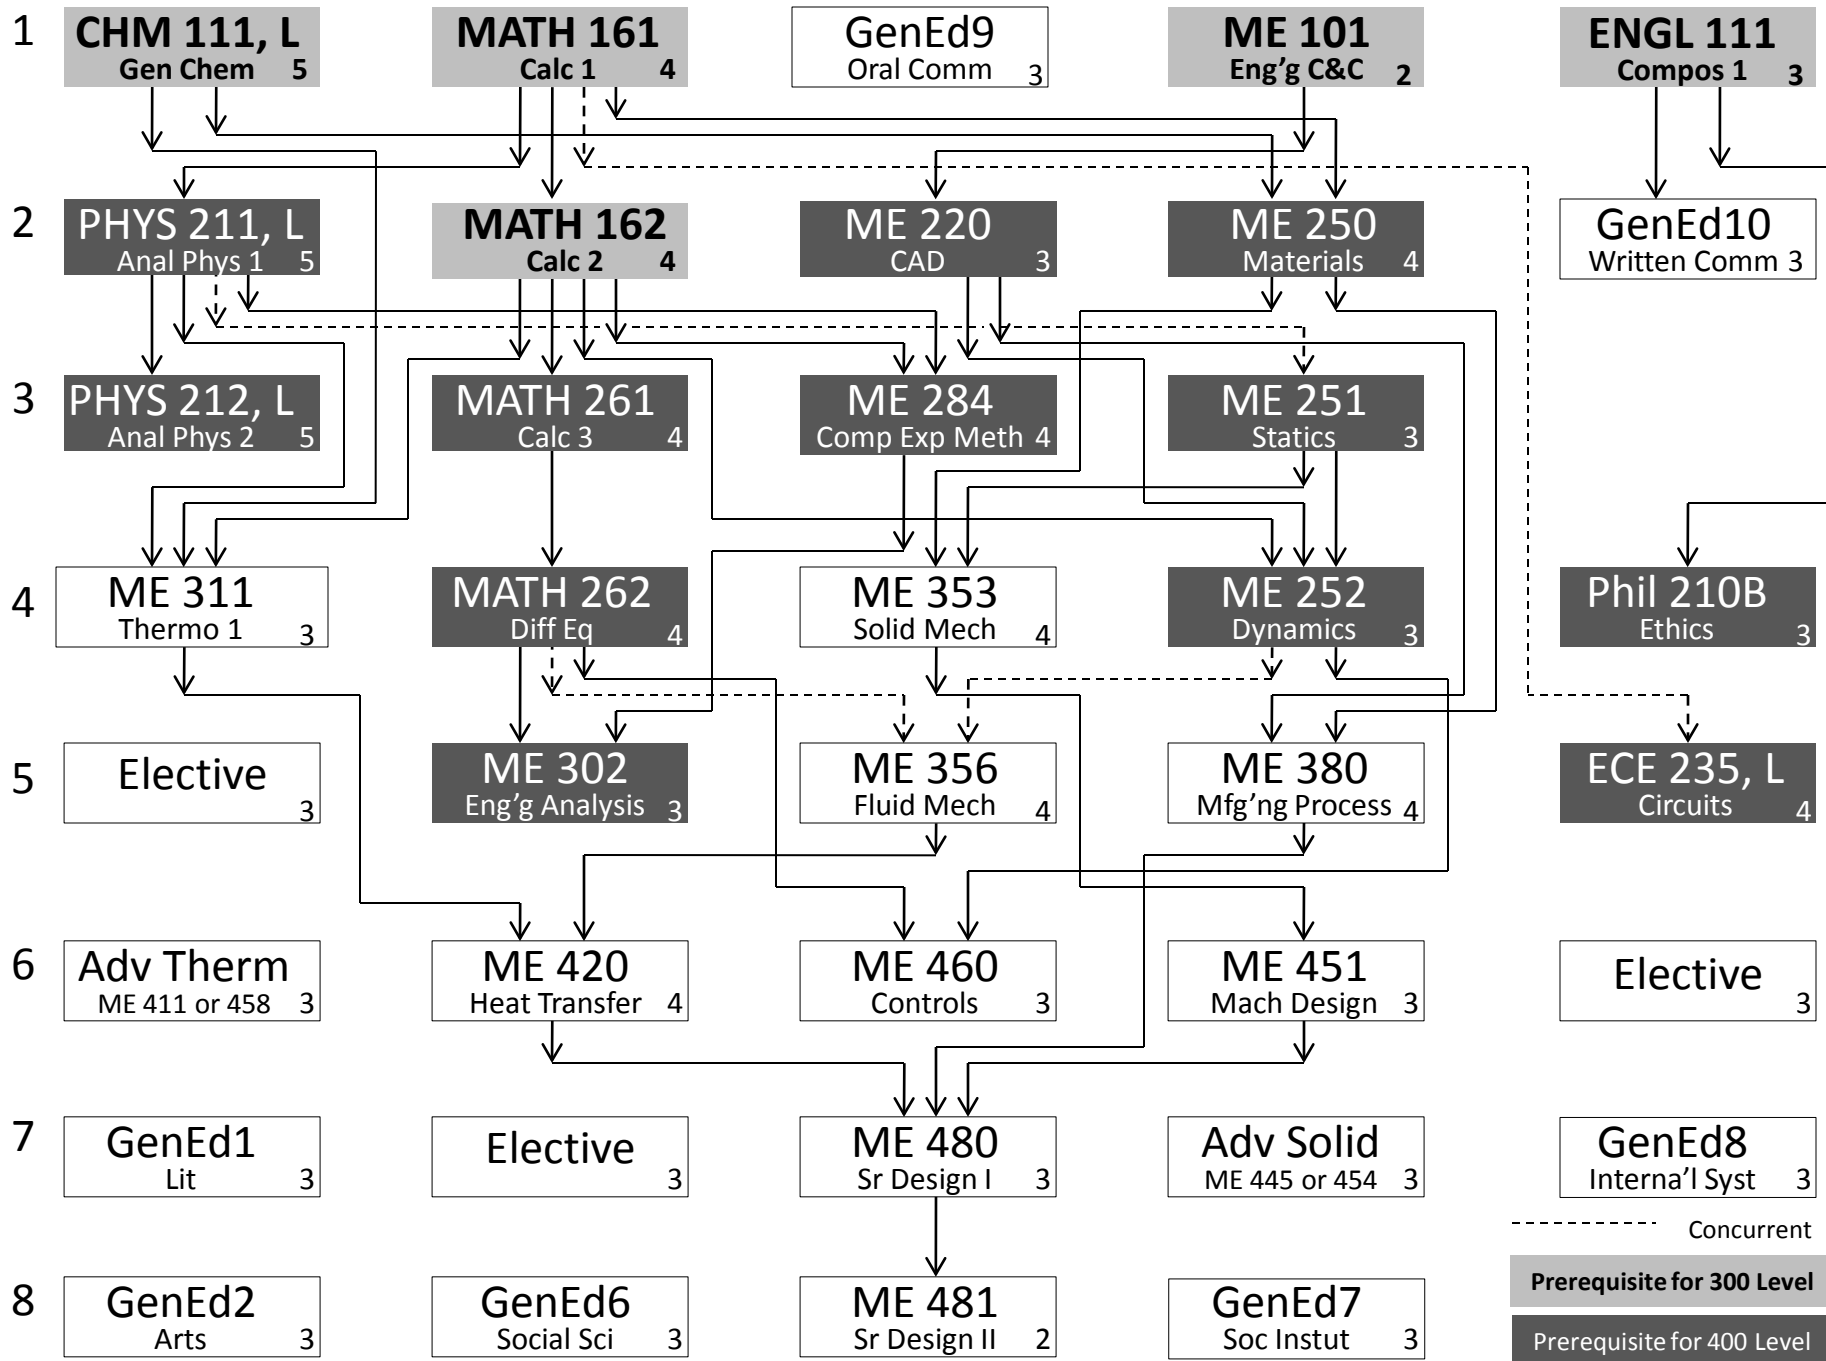 1
CHM 111, L
Gen Chem 5
MATH 161
Calc 1 4
GenEd9
Oral Comm 3
ME 101
Eng'g C&C 2
ENGL 111
Compos 1 3
2
PHYS 211, L
Anal Phys 1 5
MATH 162
Calc 2 4
ME 220
CAD 3
ME 250
Materials 4
GenEd10
Written Comm 3
3
PHYS 212, L
Anal Phys 2 5
MATH 261
Calc 3 4
ME 284
Comp Exp Meth 4
ME 251
Statics 3
4
ME 311
Thermo 1 3
MATH 262
Diff Eq 4
ME 353
Solid Mech 4
ME 252
Dynamics 3
Phil 210B
Ethics 3
5
Elective
3
ME 302
Eng'g Analysis 3
ME 356
Fluid Mech 4
ME 380
Mfg'ng Process 4
ECE 235, L
Circuits 4
6
Adv Therm
ME 411 or 458 3
ME 420
Heat Transfer 4
ME 460
Controls 3
ME 451
Mach Design 3
Elective
3
7
GenEd1
Lit 3
Elective
3
ME 480
Sr Design I 3
Adv Solid
ME 445 or 454 3
GenEd8
Interna'l Syst 3
Concurrent
Prerequisite for 300 Level
8
GenEd2
Arts 3
GenEd6
Social Sci 3
ME 481
Sr Design II 2
GenEd7
Soc Instut 3
Prerequisite for 400 Level